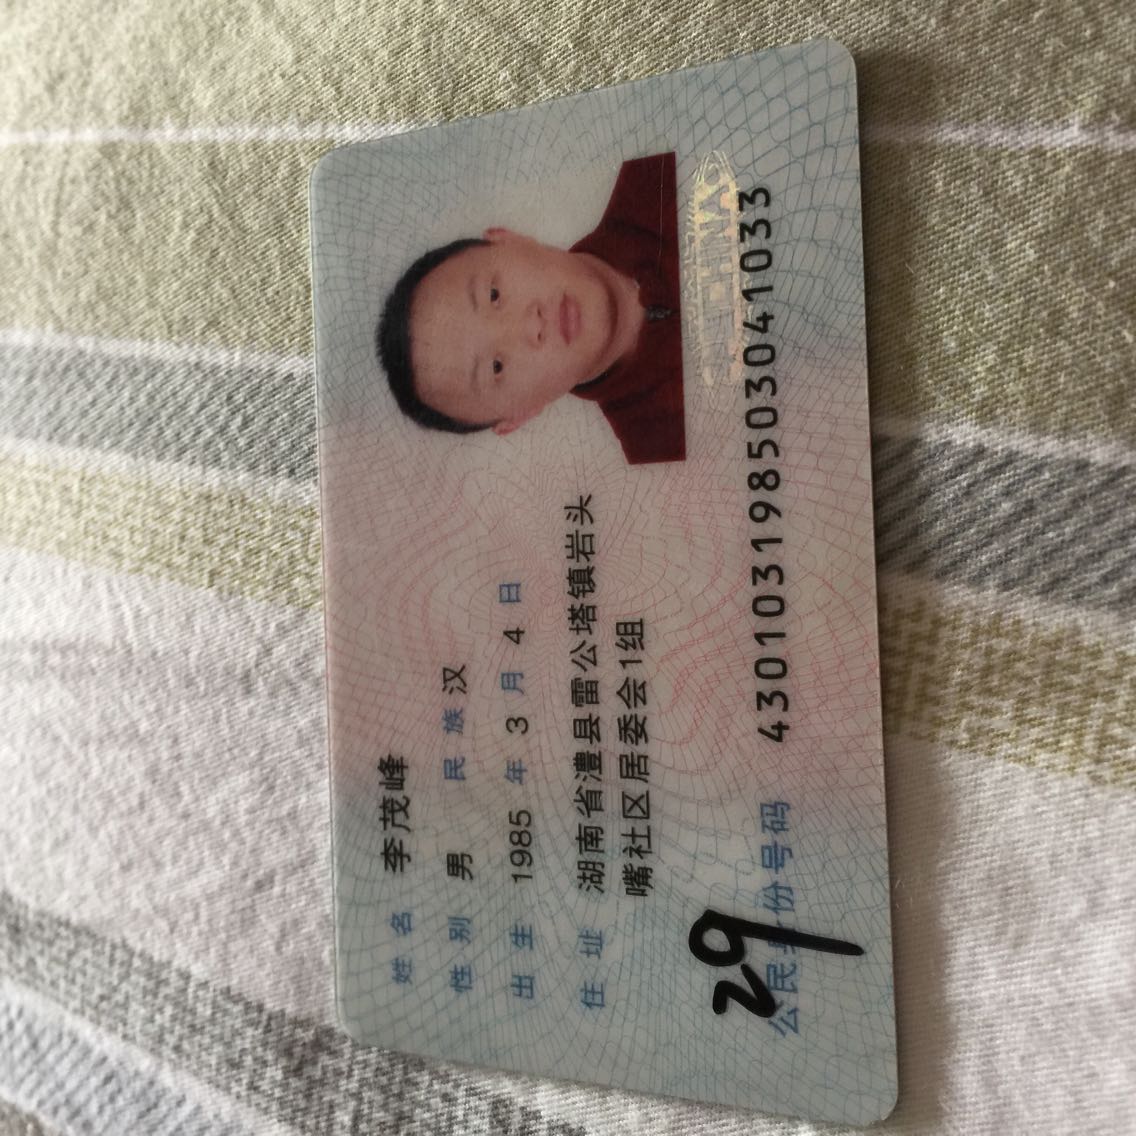 姓名 李茂峰
性别 男 民族 汉
出生 1985 年 3 月 4 日
住址 湖南省澧县雷公塔镇岩头
嘴社区居委会1组
29
CHINA
公民身份号码 430103198503041033